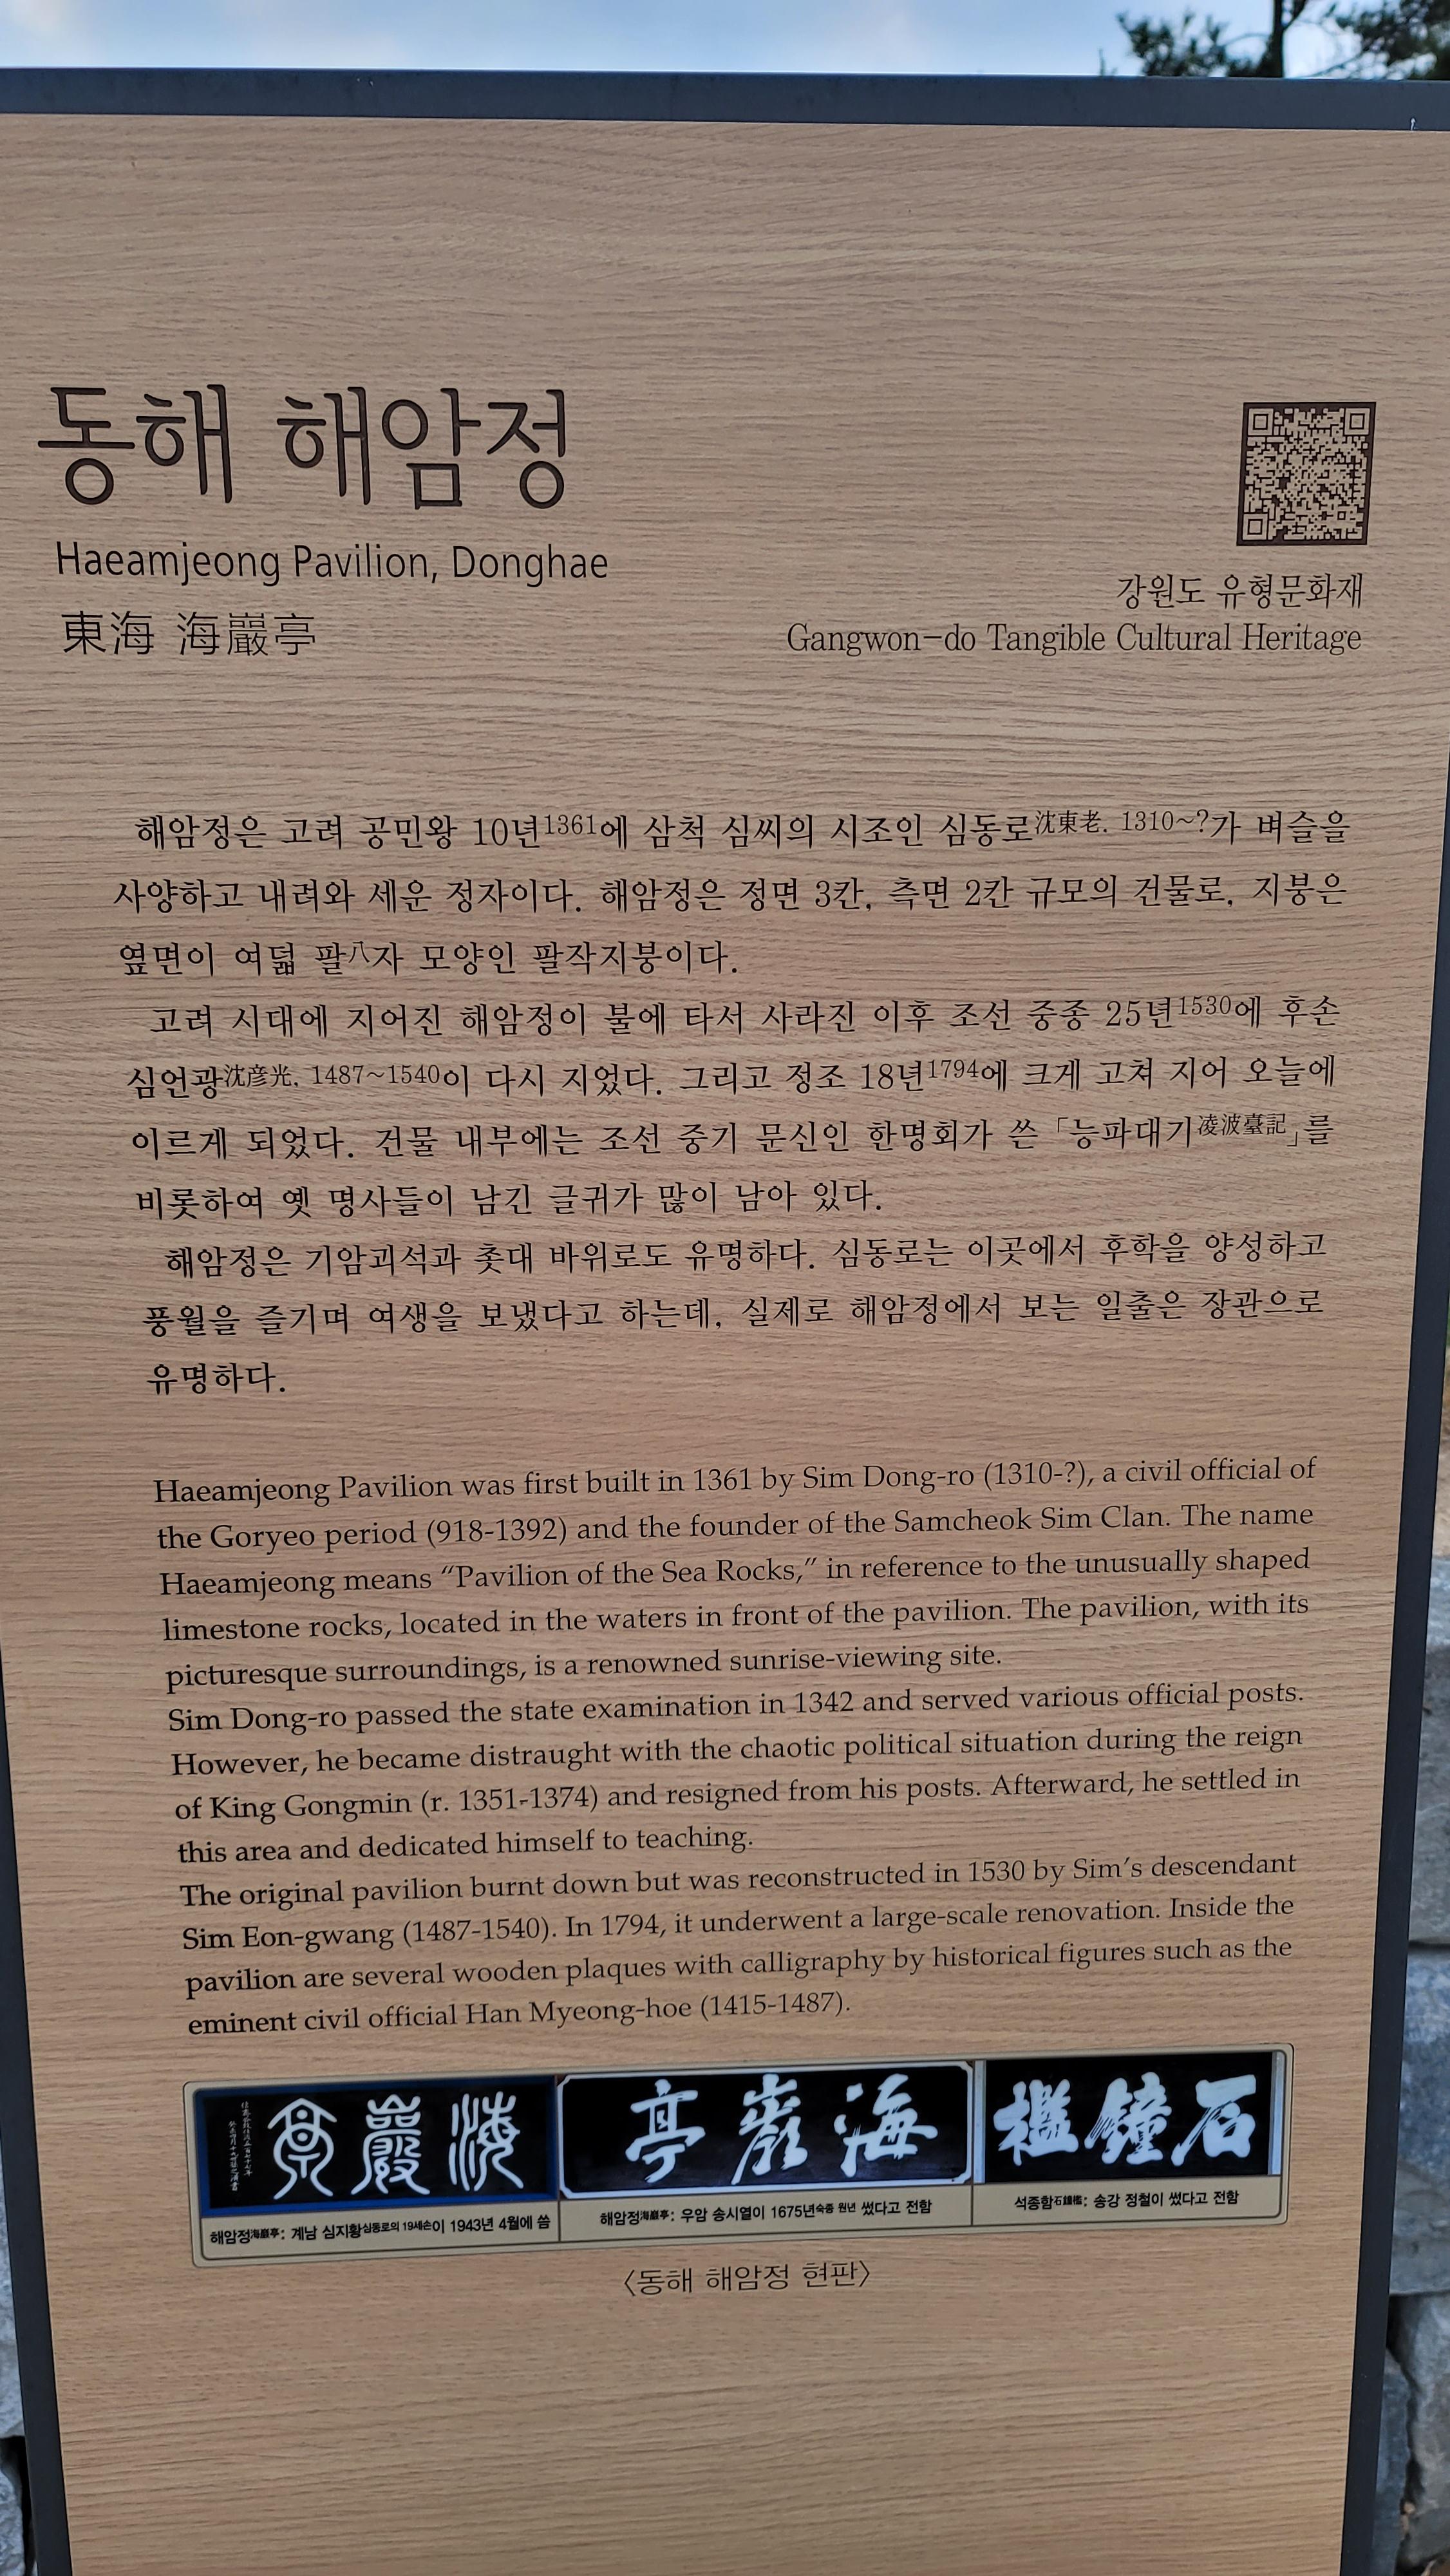 동해 해암정
Haeamjeong Pavilion, Donghae
東海 海巖亭
강원도 유형문화재
Gangwon-do Tangible Cultural Heritage
해암정은 고려 공민왕 10년1361에 삼척 심씨의 시조인 심동로沈東老, 1310~?가 벼슬을
사양하고 내려와 세운 정자이다. 해암정은 정면 3칸, 측면 2칸 규모의 건물로, 지붕은
옆면이 여덟 팔八자 모양인 팔작지붕이다.
고려 시대에 지어진 해암정이 불에 타서 사라진 이후 조선 중종 25년1530에 후손
심언광沈彦光, 1487~1540이 다시 지었다. 그리고 정조 18년1794에 크게 고쳐 지어 오늘에
이르게 되었다. 건물 내부에는 조선 중기 문신인 한명회가 쓴 「능파대기凌波臺記」를
비롯하여 옛 명사들이 남긴 글귀가 많이 남아 있다.
해암정은 기암괴석과 촛대 바위로도 유명하다. 심동로는 이곳에서 후학을 양성하고
풍월을 즐기며 여생을 보냈다고 하는데, 실제로 해암정에서 보는 일출은 장관으로
유명하다.
Haeamjeong Pavilion was first built in 1361 by Sim Dong-ro (1310-?), a civil official of
the Goryeo period (918-1392) and the founder of the Samcheok Sim Clan. The name
Haeamjeong means “Pavilion of the Sea Rocks,” in reference to the unusually shaped
limestone rocks, located in the waters in front of the pavilion. The pavilion, with its
picturesque surroundings, is a renowned sunrise-viewing site.
Sim Dong-ro passed the state examination in 1342 and served various official posts.
However, he became distraught with the chaotic political situation during the reign
of King Gongmin (r. 1351-1374) and resigned from his posts. Afterward, he settled in
this area and dedicated himself to teaching.
The original pavilion burnt down but was reconstructed in 1530 by Sim’s descendant
Sim Eon-gwang (1487-1540). In 1794, it underwent a large-scale renovation. Inside the
pavilion are several wooden plaques with calligraphy by historical figures such as the
eminent civil official Han Myeong-hoe (1415-1487).
亭巖海
亭巖海
檻鐘石
해암정海巖亭: 계남 심지황심동로의 19세손이 1943년 4월에 씀
해암정海巖亭: 우암 송시열이 1675년숙종 원년 썼다고 전함
석종함石鐘檻: 송강 정철이 썼다고 전함
〈동해 해암정 현판〉